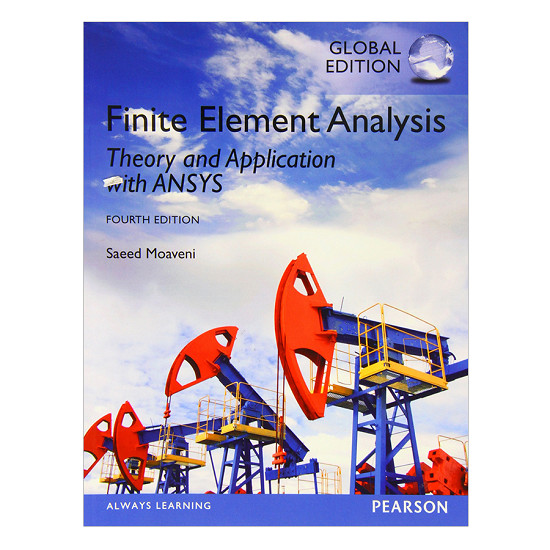 GLOBAL
EDITION
Finite Element Analysis
Theory and Application
with ANSYS
FOURTH EDITION
Saeed Moaveni
ALWAYS LEARNING
PEARSON